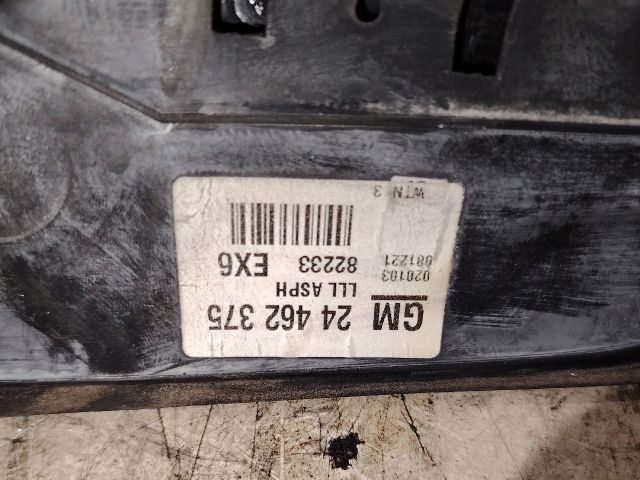 GM 24 462 375
LLL ASPH
020103 82233 EX6
081221
WTN 3